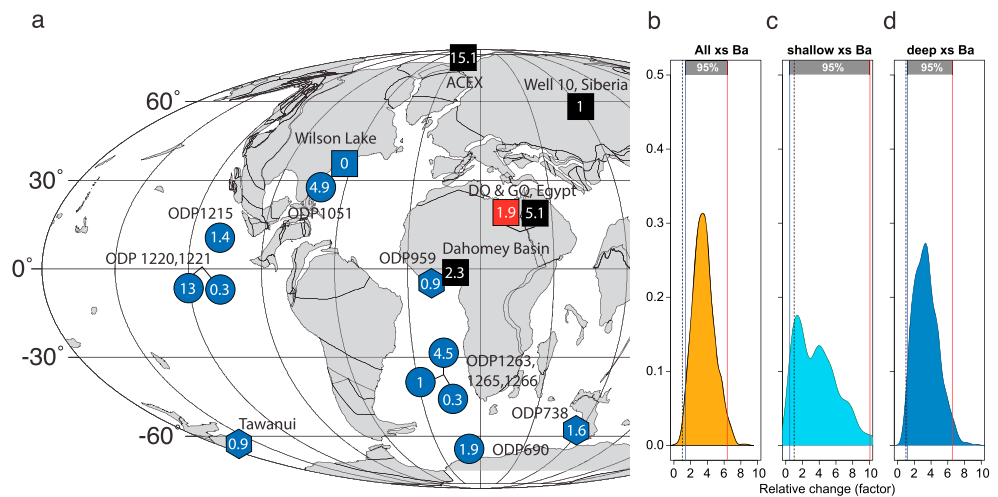 a
15.1
ACEX
Well 10, Siberia
1
60°
Wilson Lake
0
30°
4.9
DQ & GQ, Egypt
1.9
5.1
ODP1215
ODP1051
1.4
ODP 1220,1221
ODP959
Dahomey Basin
0°
2.3
0.9
13
0.3
4.5
-30°
ODP1263,
1265,1266
1
0.3
ODP738
Tawanui
1.6
-60°
0.9
1.9
ODP690
b
c
d
All xs Ba
shallow xs Ba
deep xs Ba
95%
95%
95%
0.5
0.4
0.3
0.2
0.1
0.0
0 2 4 6 8 10
0 2 4 6 8 10
0 2 4 6 8 10
Relative change (factor)